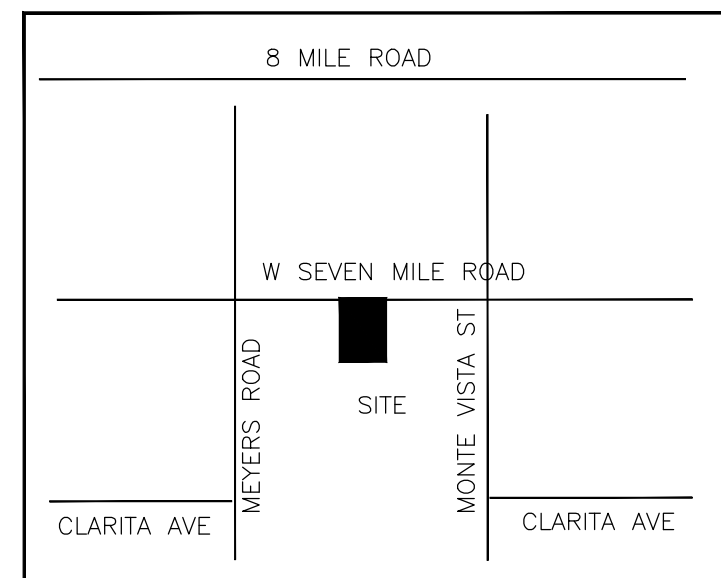 8 MILE ROAD
W SEVEN MILE ROAD
MEYERS ROAD
SITE
MONTE VISTA ST
CLARITA AVE
CLARITA AVE